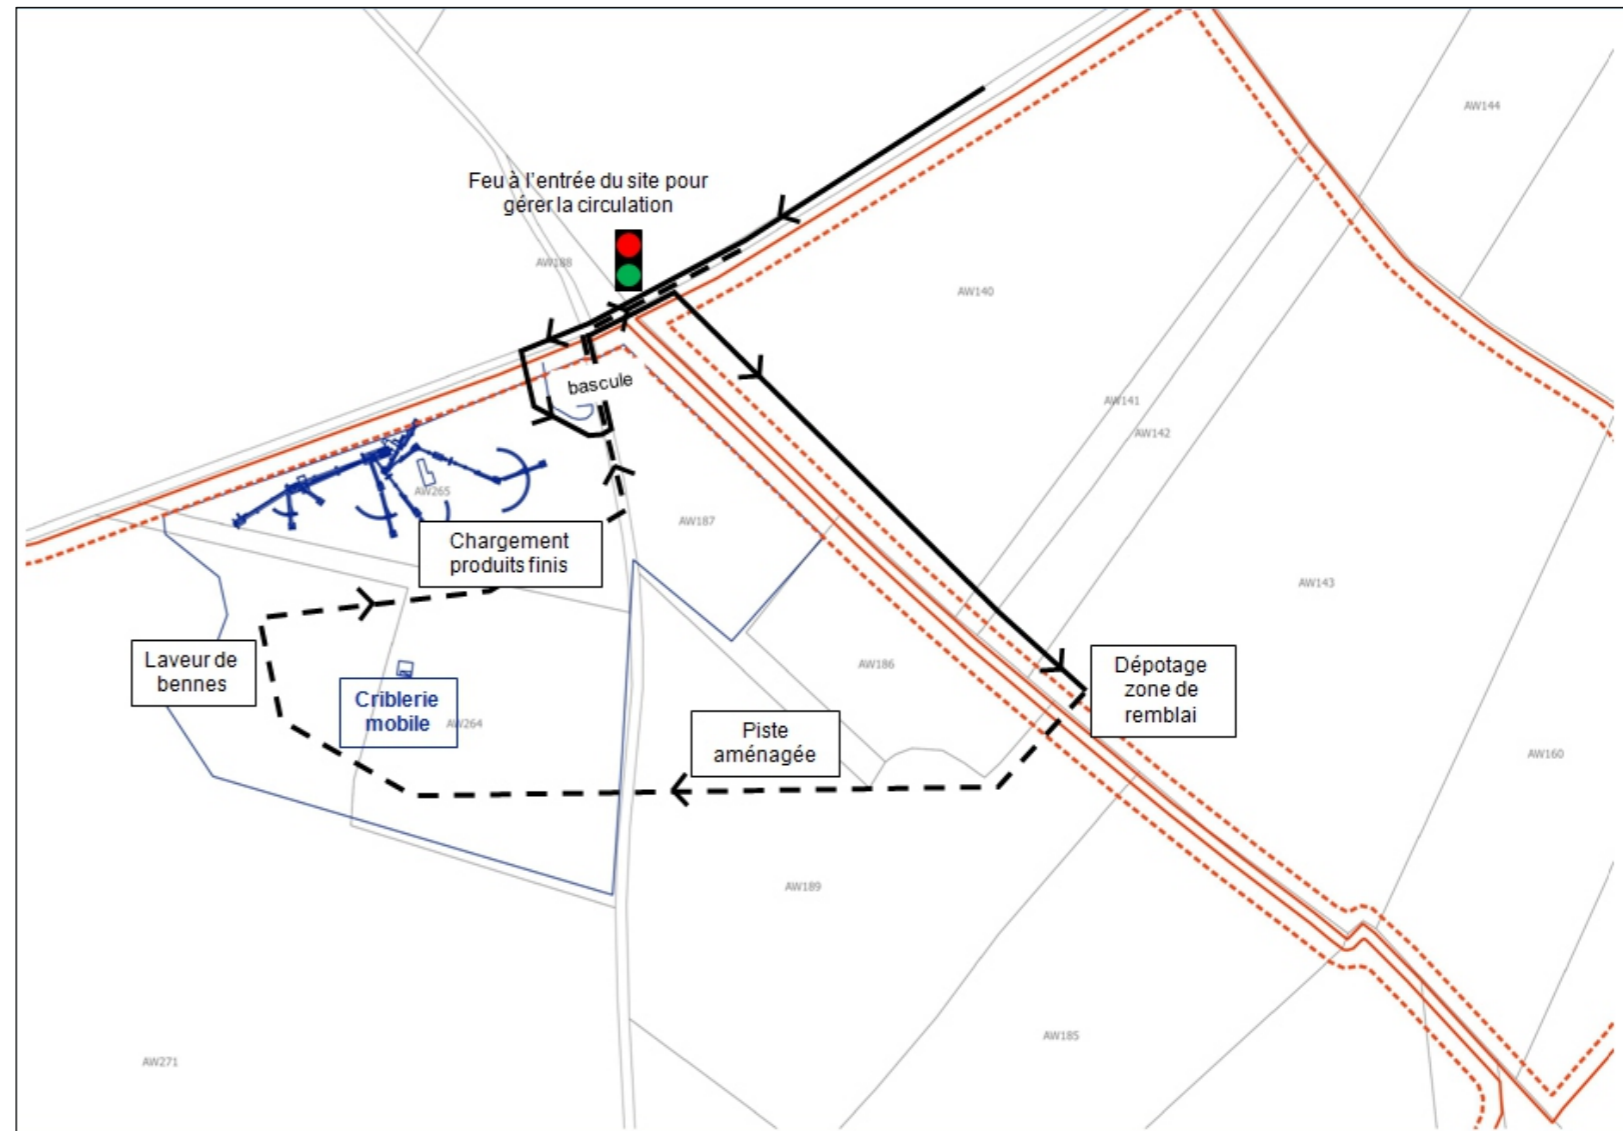 AW144
Feu à l'entrée du site pour
gérer la circulation
AW188
AW140
bascule
AW141
AW142
AW265
AW187
Chargement
produits finis
AW143
Laveur de
bennes
Criblerie
mobile
AW264
AW186
Dépotage
zone de
remblai
Piste
aménagée
AW160
AW189
AW185
AW271